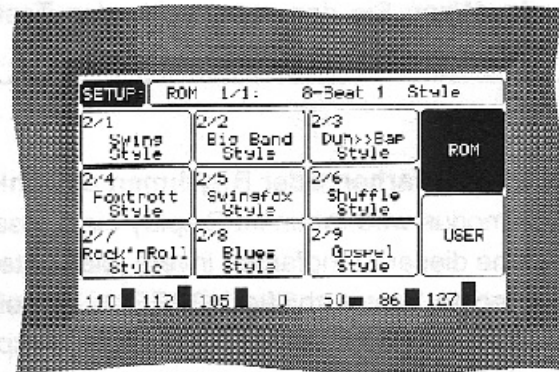 SETUP: ROM 1/1: 8-Beat 1 Style
2/1 Swing Style
2/2 Big Band Style
2/3 Duh>>Bap Style
ROM
2/4 Foxtrott Style
2/5 Swingfox Style
2/6 Shuffle Style
2/7 Rock'nRoll Style
2/8 Blues Style
2/9 Gospel Style
USER
110 112 105 0 50 86 127